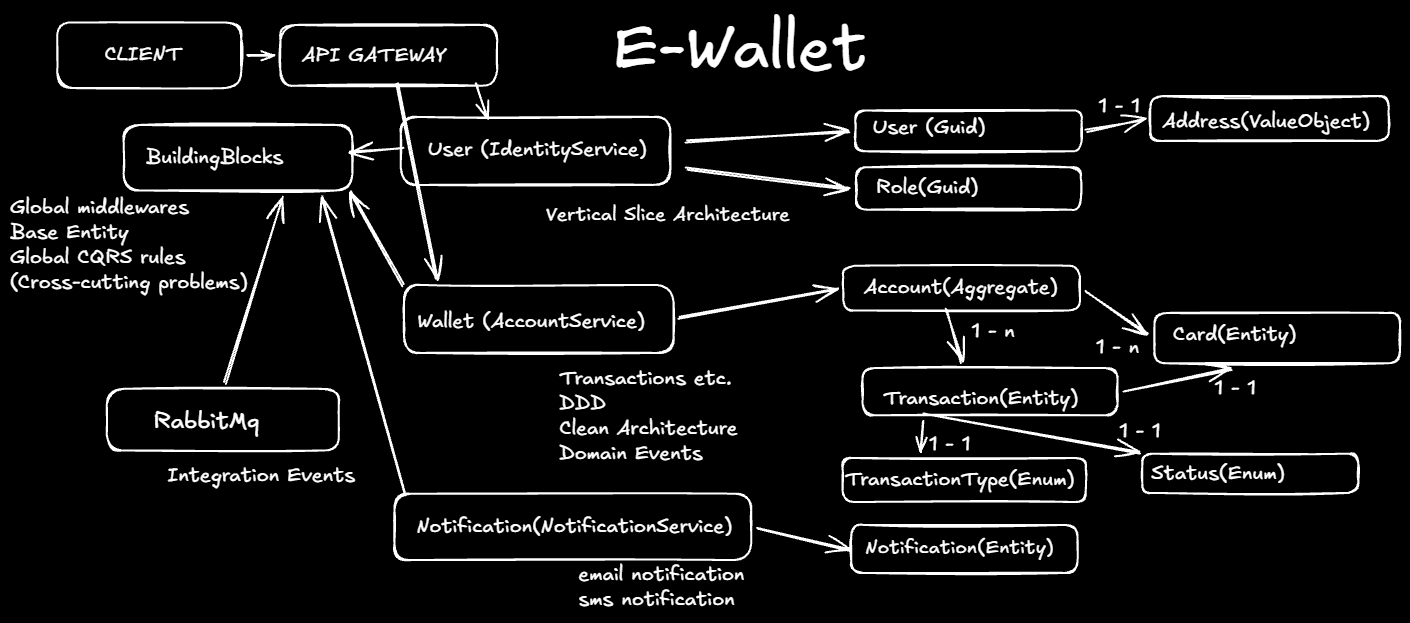 E-Wallet
CLIENT
API GATEWAY
BuildingBlocks
User (IdentityService)
User (Guid)
1 - 1
Address(ValueObject)
Role(Guid)
Vertical Slice Architecture
Global middlewares
Base Entity
Global CQRS rules
(Cross-cutting problems)
Wallet (AccountService)
Account(Aggregate)
1 - n
Card(Entity)
1 - n
Transactions etc.
DDD
Clean Architecture
Domain Events
Transaction(Entity)
1 - 1
RabbitMq
Integration Events
1 - 1
1 - 1
TransactionType(Enum)
Status(Enum)
Notification(NotificationService)
Notification(Entity)
email notification
sms notification